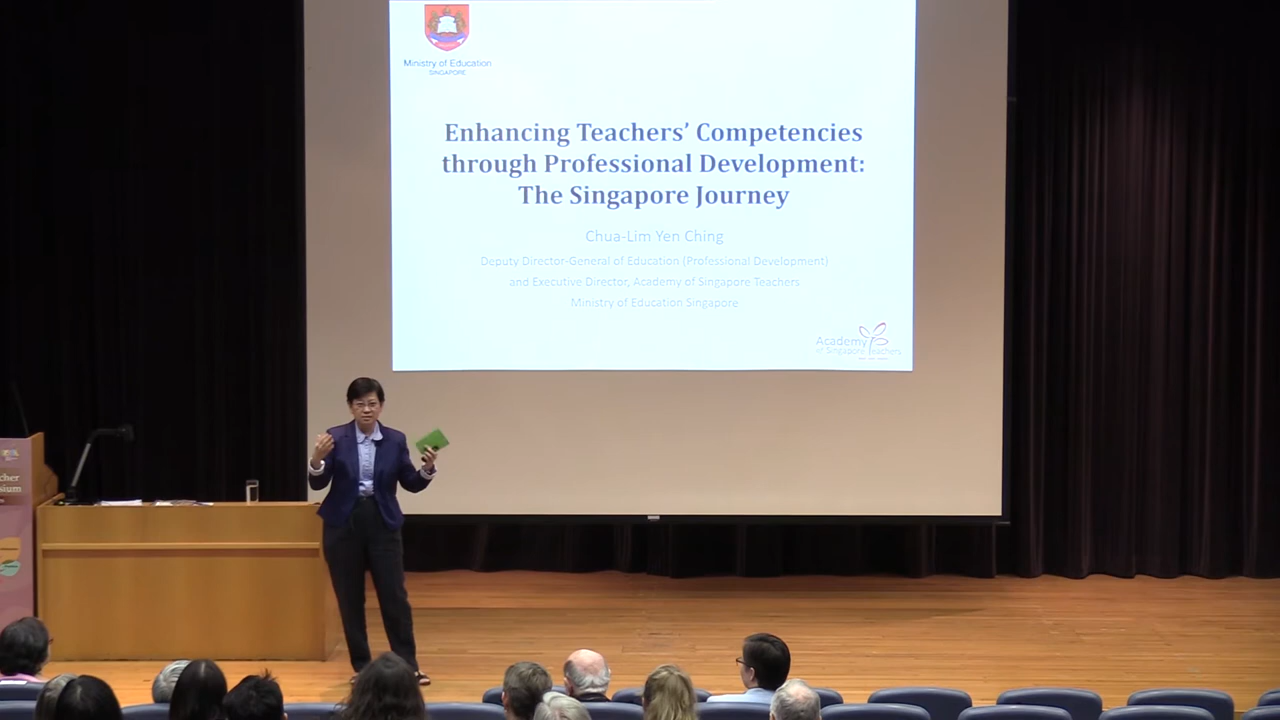 Ministry of Education
SINGAPORE
Enhancing Teachers’ Competencies
through Professional Development:
The Singapore Journey
Chua-Lim Yen Ching
Deputy Director-General of Education (Professional Development)
and Executive Director, Academy of Singapore Teachers
Ministry of Education Singapore
Academy
of Singapore Teachers